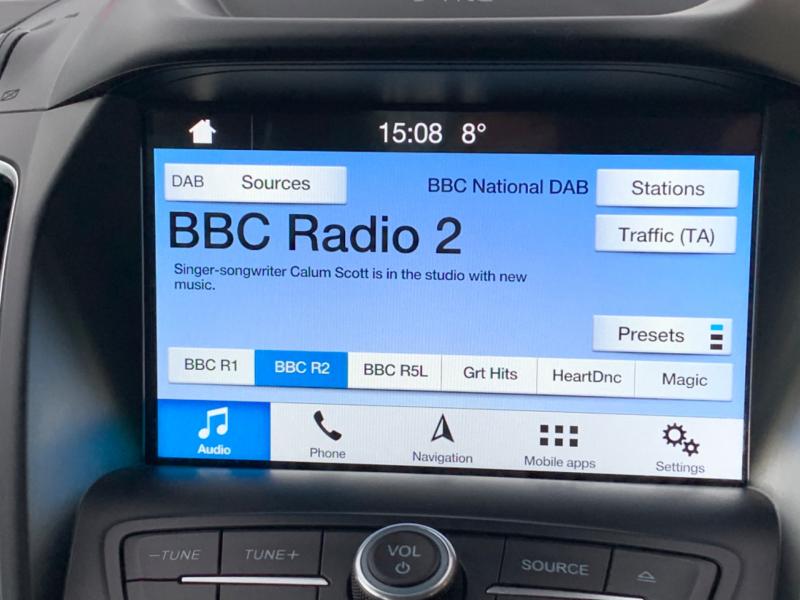 15:08 8°
DAB Sources
BBC National DAB
Stations
BBC Radio 2
Traffic (TA)
Singer-songwriter Calum Scott is in the studio with new
music.
Presets
BBC R1 BBC R2 BBC R5L Grt Hits HeartDnc Magic
Audio Phone Navigation Mobile apps Settings
–TUNE TUNE+ VOL SOURCE